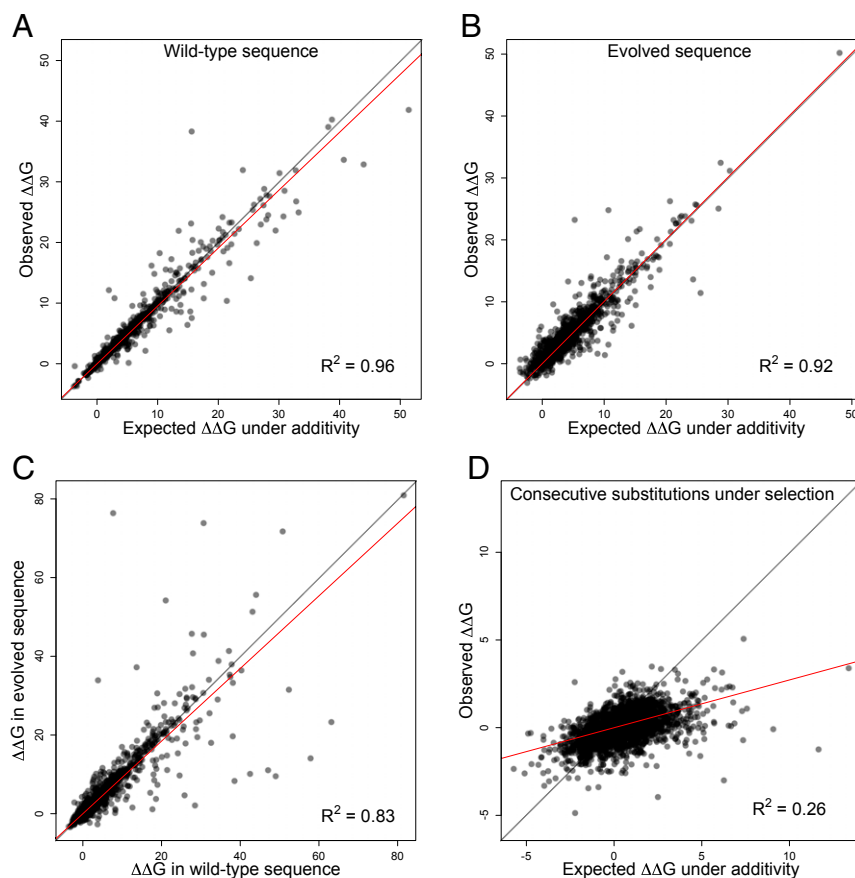 A
Wild-type sequence
Observed ΔΔG
50
40
30
20
10
0
R² = 0.96
0 10 20 30 40 50
Expected ΔΔG under additivity
B
Evolved sequence
Observed ΔΔG
50
40
30
20
10
0
R² = 0.92
0 10 20 30 40 50
Expected ΔΔG under additivity
C
ΔΔG in evolved sequence
80
60
40
20
0
R² = 0.83
0 20 40 60 80
ΔΔG in wild-type sequence
D
Consecutive substitutions under selection
Observed ΔΔG
10
5
0
-5
R² = 0.26
-5 0 5 10
Expected ΔΔG under additivity